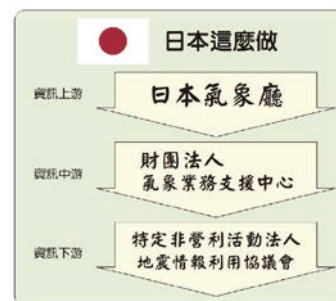 日本這麼做
資訊上游
日本氣象廳
資訊中游
財團法人
氣象業務支援中心
資訊下游
特定非營利活動法人
地震情報利用協議會